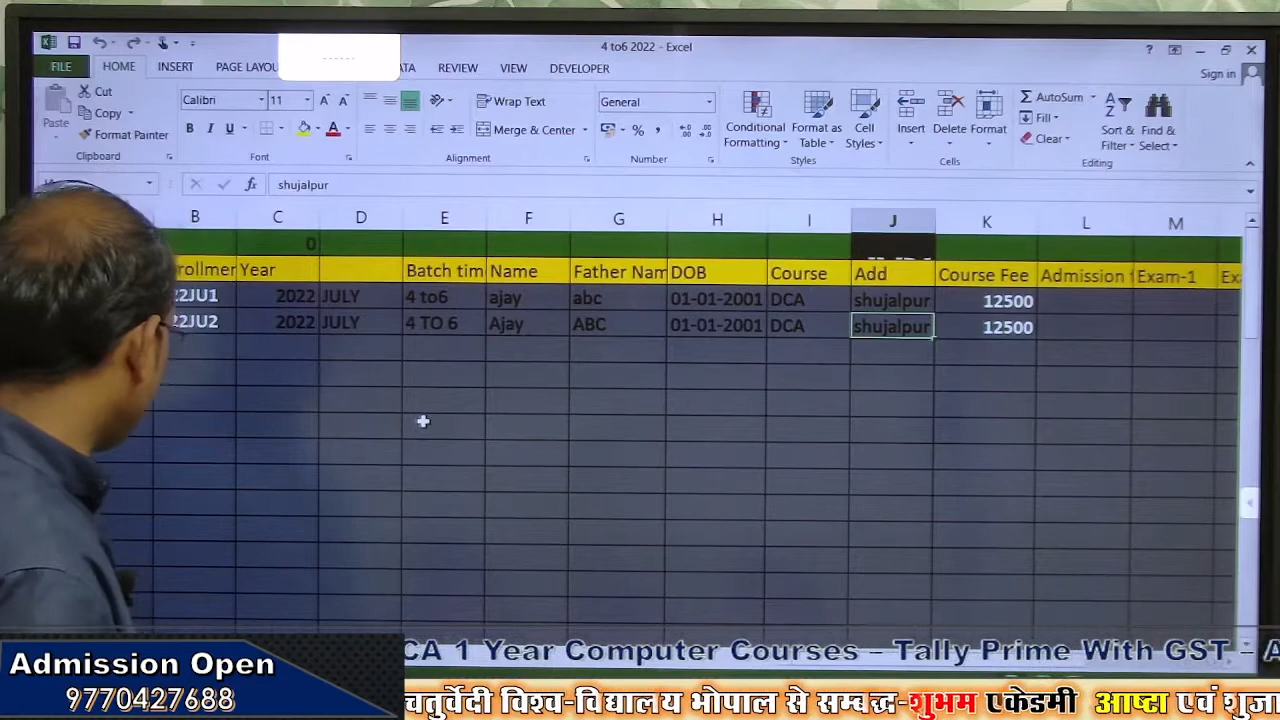 4 to6 2022 - Excel
FILE HOME INSERT PAGE LAYOU ATA REVIEW VIEW DEVELOPER Sign in
Paste Cut Copy Format Painter Clipboard
Calibri 11 B I U Font
Wrap Text Merge & Center Alignment
General % Number
Conditional Formatting Format as Table Cell Styles Styles
Insert Delete Format Cells
AutoSum Fill Clear Sort & Filter Find & Select Editing
fx shujalpur
B C D E F G H I J K L M
0
rollmer Year Batch tim Name Father Nam DOB Course Add Course Fee Admission Exam-1 Ex
22JU1 2022 JULY 4 to6 ajay abc 01-01-2001 DCA shujalpur 12500
22JU2 2022 JULY 4 TO 6 Ajay ABC 01-01-2001 DCA shujalpur 12500
Admission Open
9770427688
CA 1 Year Computer Courses – Tally Prime With GST – A
चतुर्वेदी विश्व-विद्यालय भोपाल से सम्बद्ध-शुभम एकेडमी आष्टा एवं शुजा